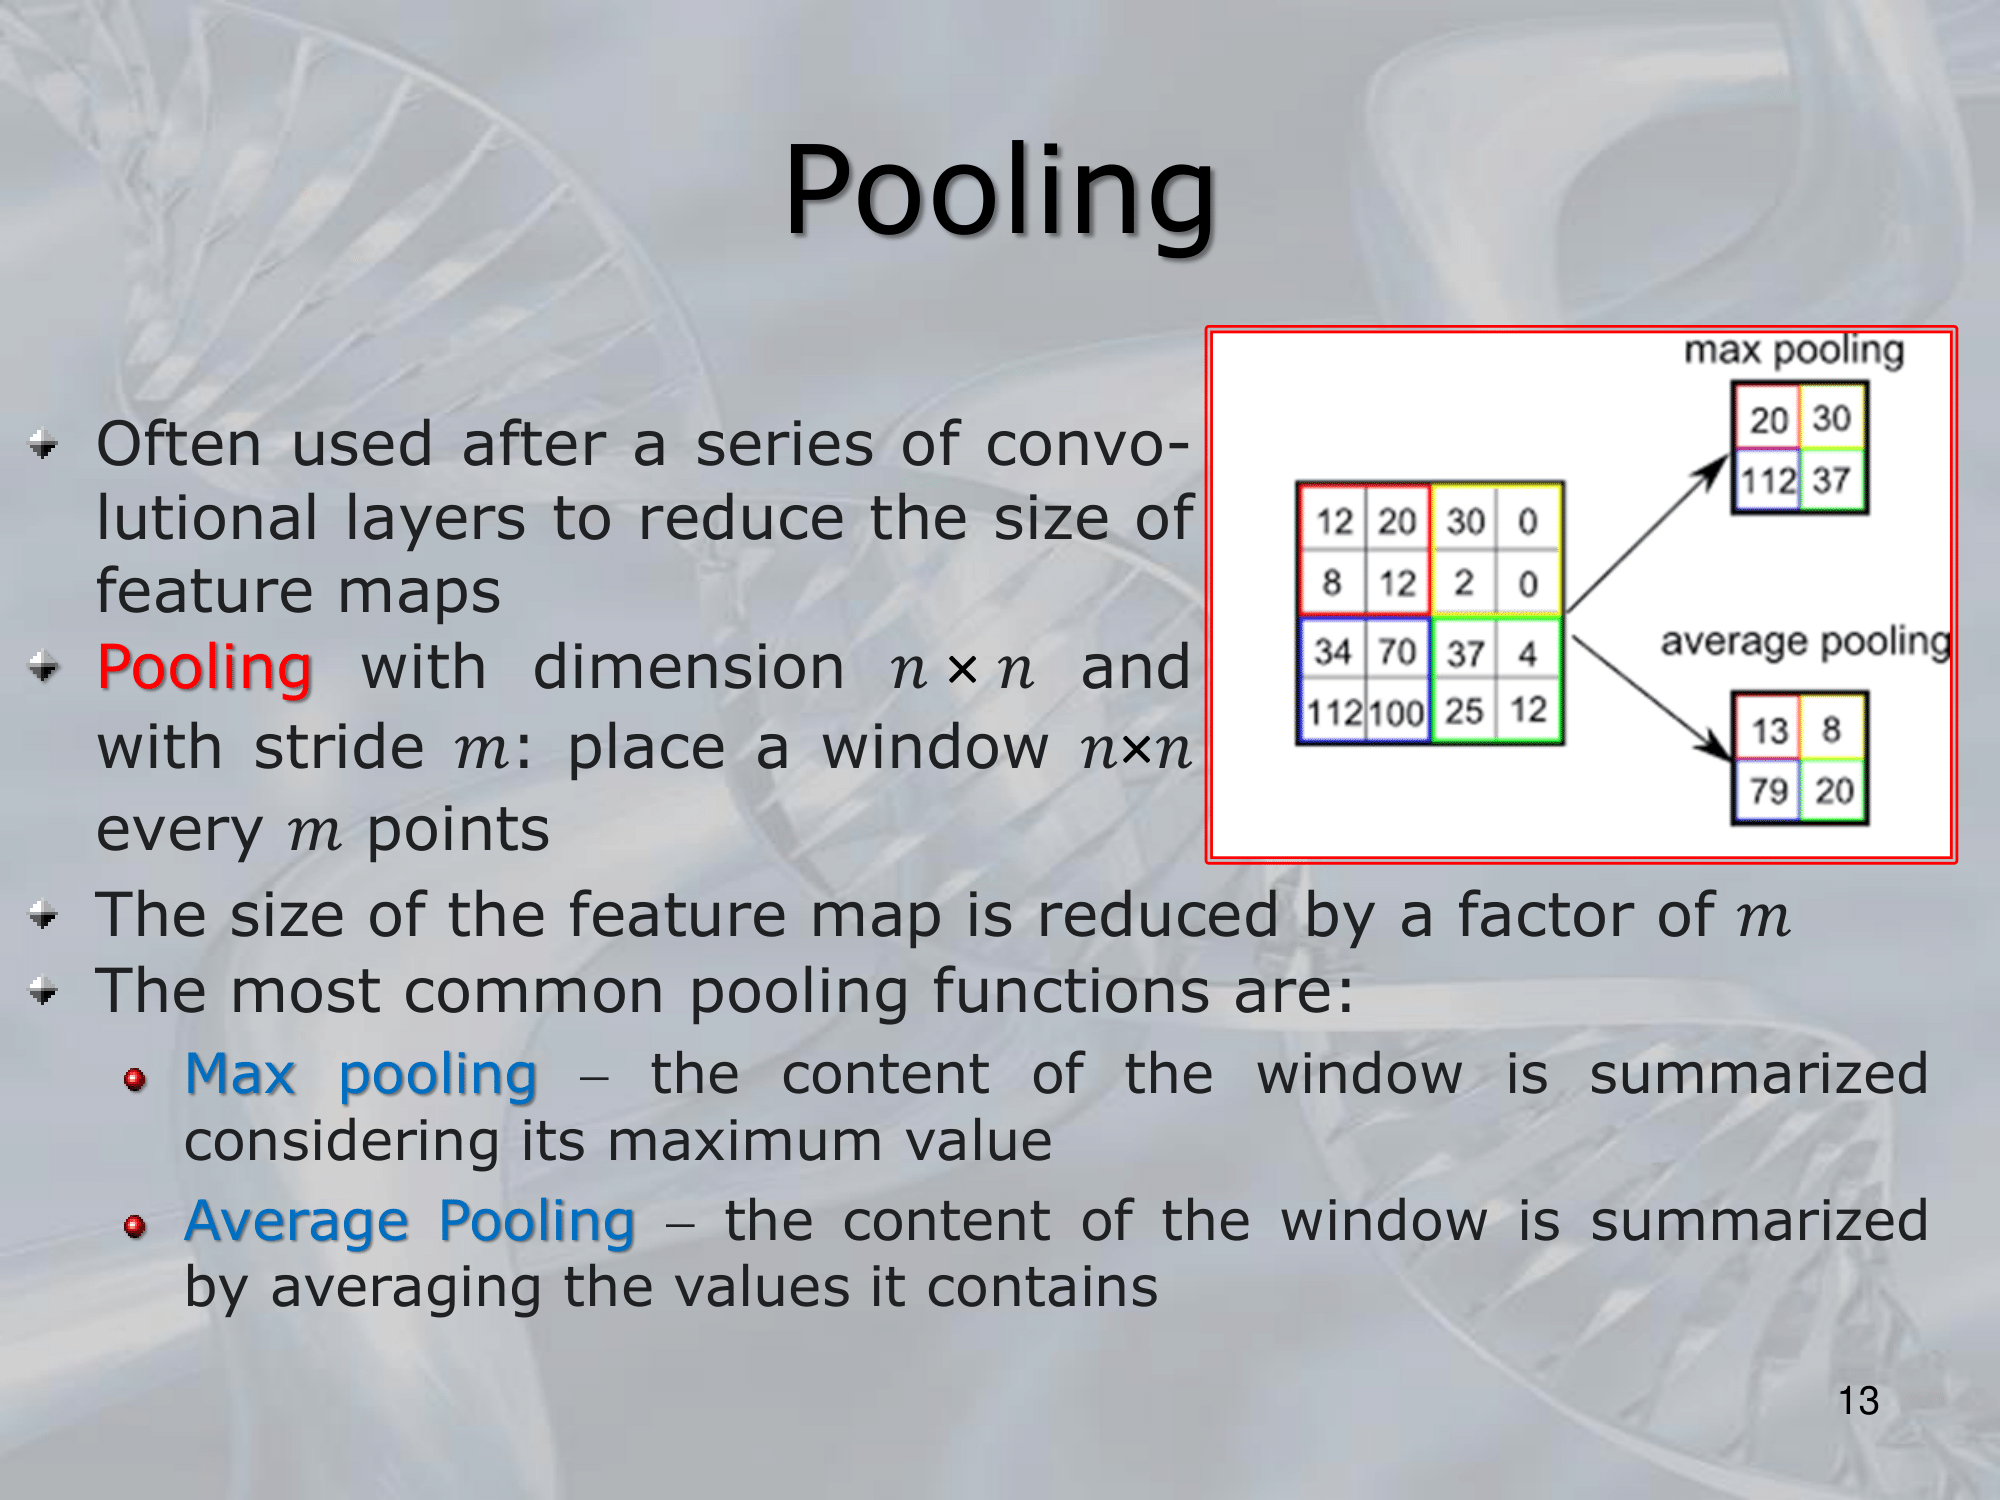 Pooling
Often used after a series of convo-
lutional layers to reduce the size of
feature maps
Pooling with dimension n × n and
with stride m: place a window n×n
every m points
max pooling
20 30
112 37
12 20 30 0
8 12 2 0
34 70 37 4
112 100 25 12
average pooling
13 8
79 20
The size of the feature map is reduced by a factor of m
The most common pooling functions are:
Max pooling – the content of the window is summarized
considering its maximum value
Average Pooling – the content of the window is summarized
by averaging the values it contains
13